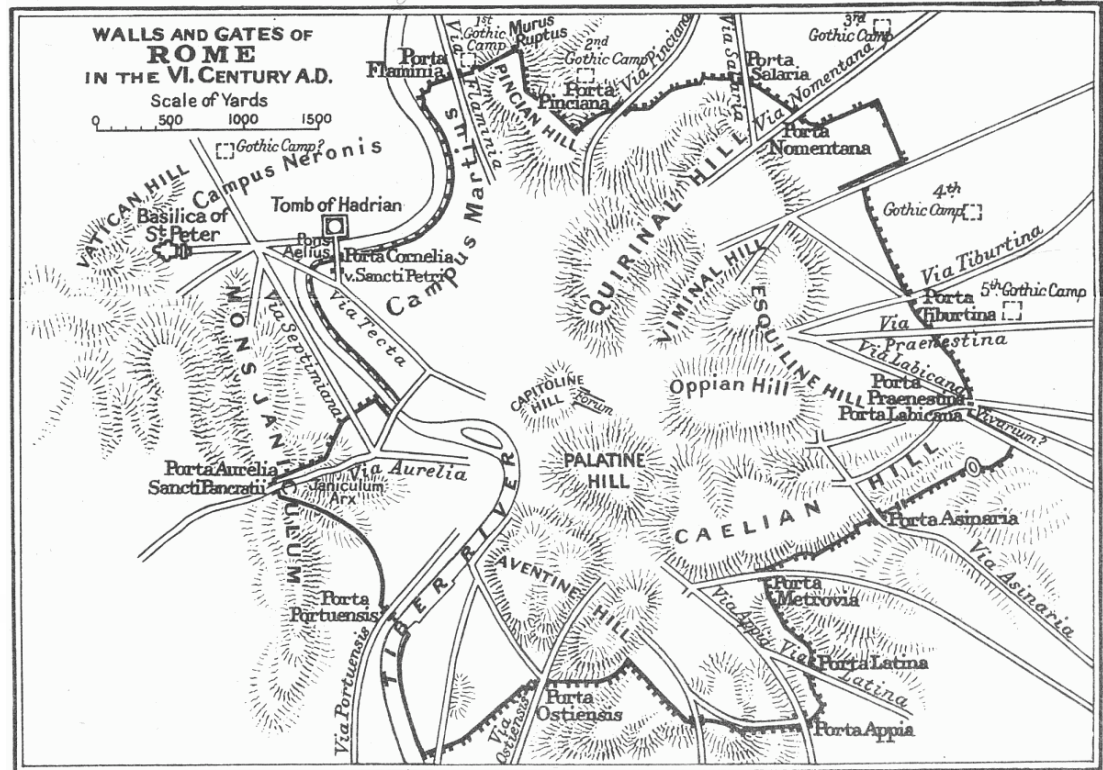 WALLS AND GATES OF
ROME
IN THE VI. CENTURY A.D.
Scale of Yards
0 500 1000 1500
1st
Gothic
Camp
Murus
Ruptus
2nd
Gothic Camp
3rd
Gothic Camp
Porta
Flaminia
Via Flaminia
PINCIAN HILL
Porta
Pinciana
Via Pinciana
Via Salaria
Porta
Salaria
Via Nomentana
Porta
Nomentana
Gothic Camp?
Campus Neronis
VATICAN HILL
Basilica of
St. Peter
Tomb of Hadrian
Pons
Aelius
Porta Cornelia
v. Sancti Petri
Campus Martius
QUIRINAL HILL
VIMINAL HILL
ESQUILINE HILL
4th
Gothic Camp
Via Tiburtina
Porta
Tiburtina
5th Gothic Camp
Via
Praenestina
Via Labicana
Porta
Praenestina
Porta Labicana
Vivarium?
MONS JANICULEUM
Via Septimiana
Via Tecta
CAPITOLINE
HILL
Forum
Oppian Hill
PALATINE
HILL
Porta Aurelia
Sancti Pancratii
Via Aurelia
Janiculum
Arx
CAELIAN HILL
Porta Asinaria
Via Asinaria
TIBER RIVER
AVENTINE HILL
Porta
Metrovia
Porta
Portuensis
Via Portuensis
Via Appia
Via
Latina
Porta Latina
Porta
Ostiensis
Via
Ostiensis
Porta Appia